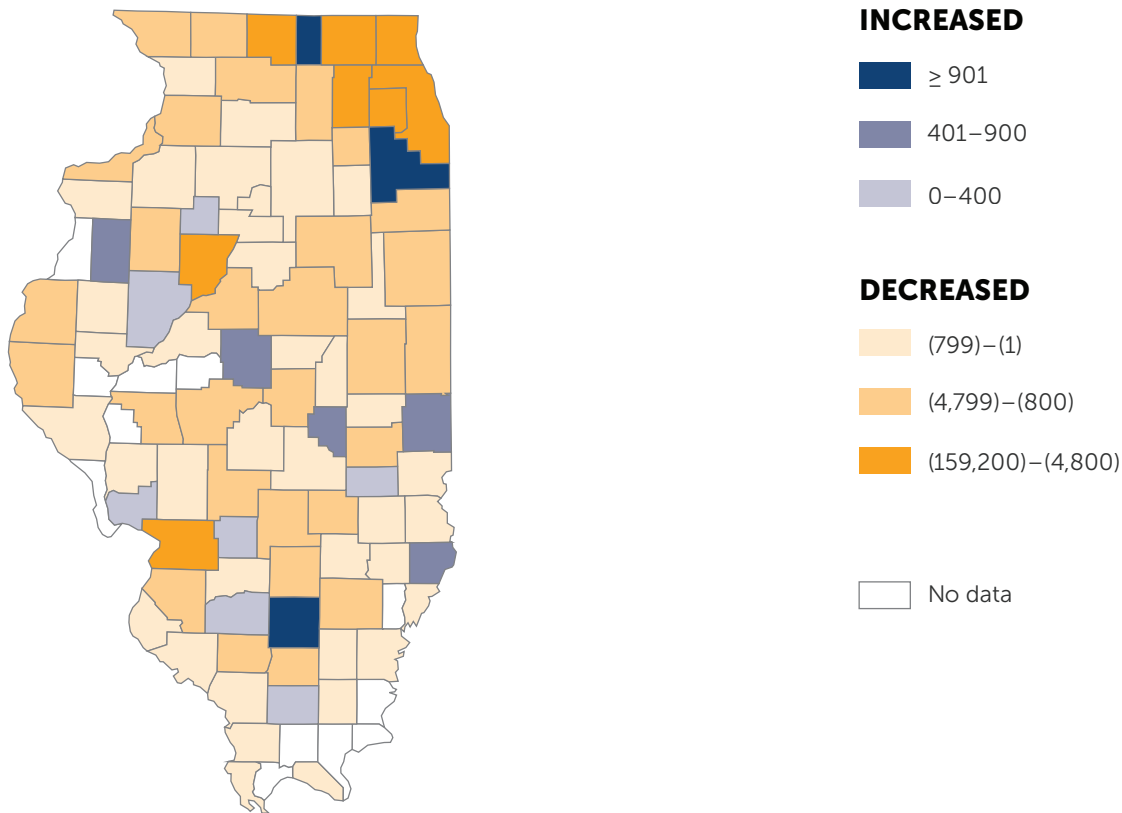 INCREASED
≥ 901
401–900
0–400
DECREASED
(799)–(1)
(4,799)–(800)
(159,200)–(4,800)
No data